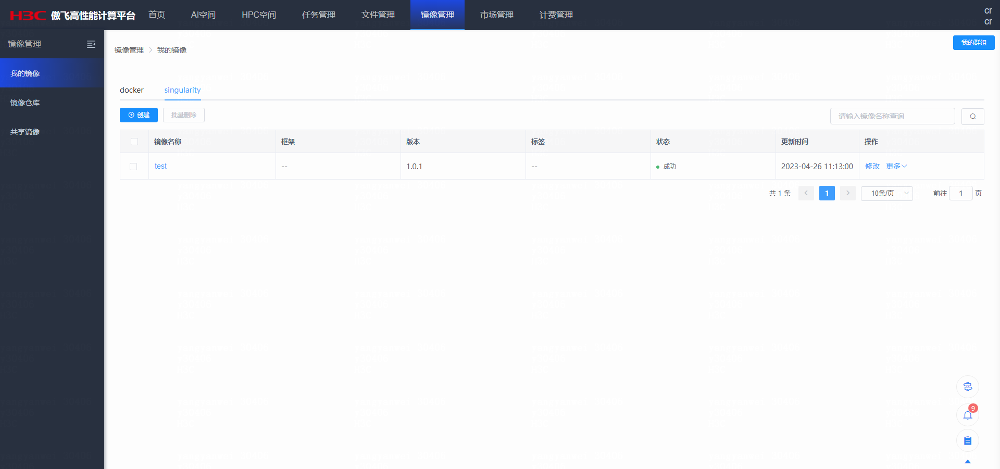 H3C 傲飞高性能计算平台 首页 AI空间 HPC空间 任务管理 文件管理 镜像管理 市场管理 计费管理 cr
cr
镜像管理
我的镜像
镜像仓库
共享镜像
镜像管理 我的镜像 我的群组
docker singularity
创建 批量删除 请输入镜像名称查询
镜像名称 框架 版本 标签 状态 更新时间 操作
test -- 1.0.1 -- 成功 2023-04-26 11:13:00 修改 更多
共 1 条 1 10条/页 前往 1 页
9